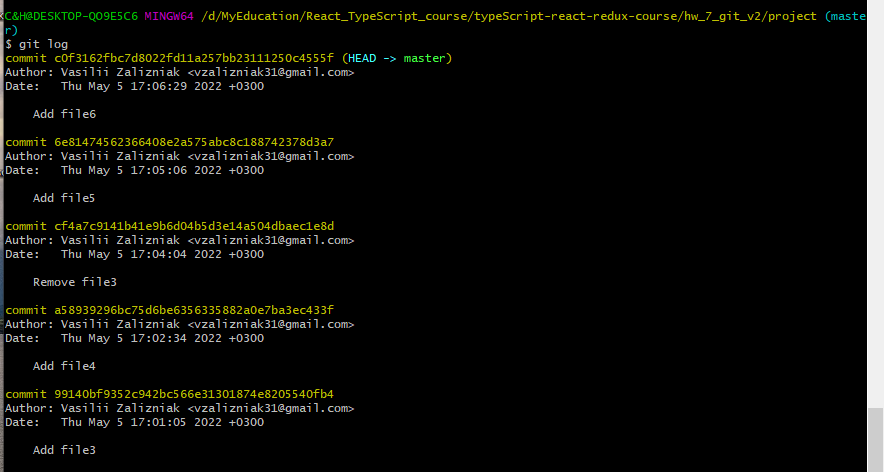 C&H@DESKTOP-QO9E5C6 MINGW64 /d/MyEducation/React_TypeScript_course/typeScript-react-redux-course/hw_7_git_v2/project (maste
r)
$ git log
commit c0f3162fbc7d8022fd11a257bb23111250c4555f (HEAD -> master)
Author: Vasilii Zalizniak <vzalizniak31@gmail.com>
Date:   Thu May 5 17:06:29 2022 +0300
    Add file6
commit 6e81474562366408e2a575abc8c188742378d3a7
Author: Vasilii Zalizniak <vzalizniak31@gmail.com>
Date:   Thu May 5 17:05:06 2022 +0300
    Add file5
commit cf4a7c9141b41e9b6d04b5d3e14a504dbaec1e8d
Author: Vasilii Zalizniak <vzalizniak31@gmail.com>
Date:   Thu May 5 17:04:04 2022 +0300
    Remove file3
commit a58939296bc75d6be6356335882a0e7ba3ec433f
Author: Vasilii Zalizniak <vzalizniak31@gmail.com>
Date:   Thu May 5 17:02:34 2022 +0300
    Add file4
commit 99140bf9352c942bc566e31301874e8205540fb4
Author: Vasilii Zalizniak <vzalizniak31@gmail.com>
Date:   Thu May 5 17:01:05 2022 +0300
    Add file3